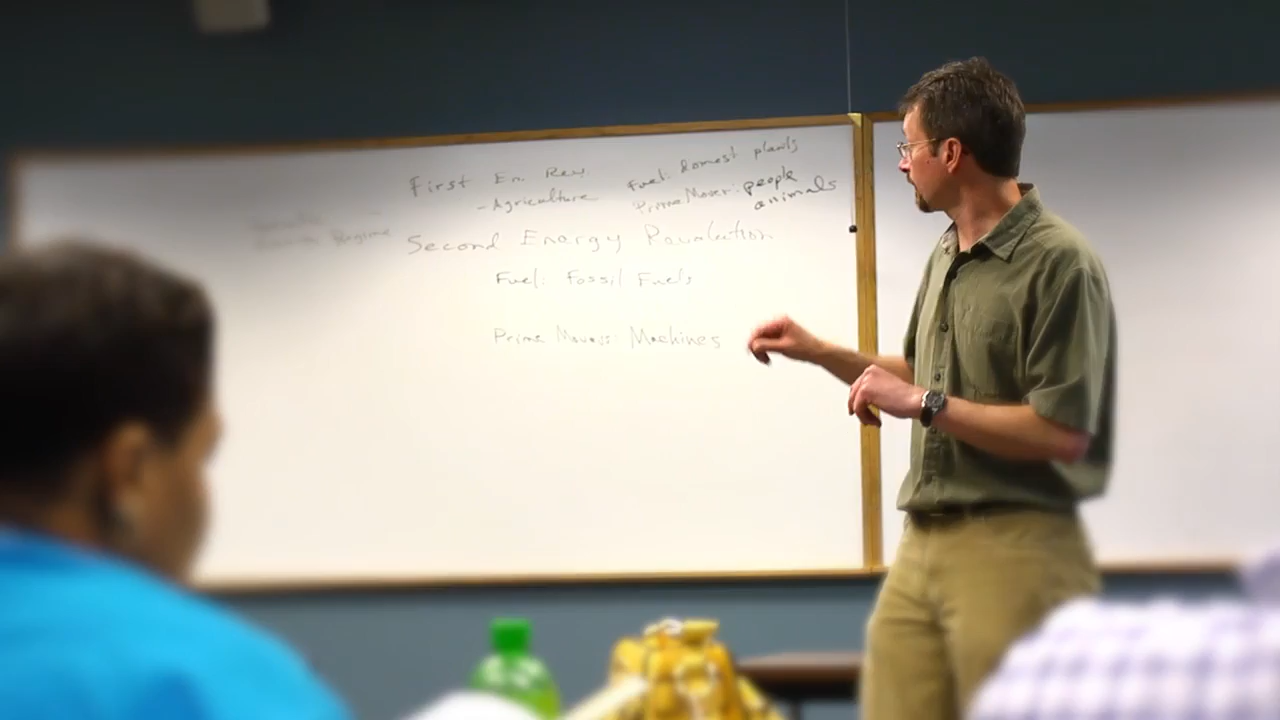 First En. Rev.
- Agriculture
Fuel: domest plants
Prime Mover: people
animals
Regime
Second Energy Revolution
Fuel: Fossil Fuels
Prime Movers: Machines